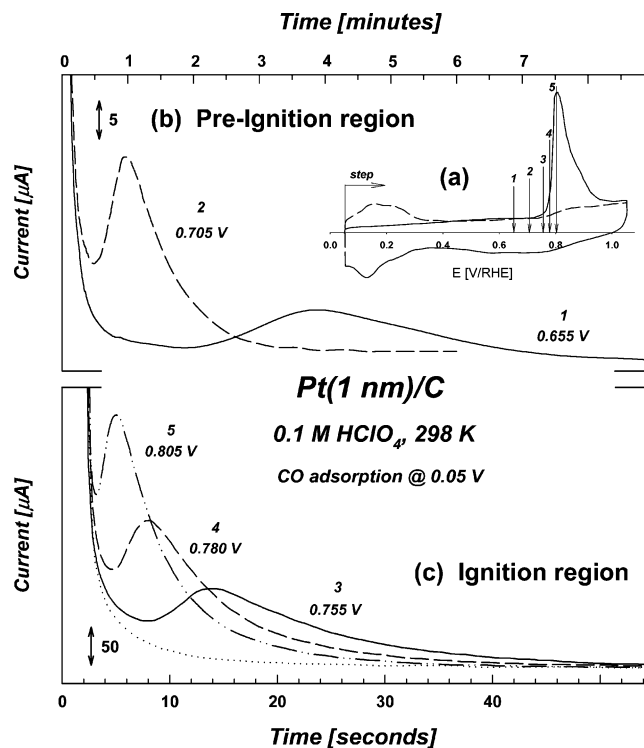 Time [minutes]
0 1 2 3 4 5 6 7
5
(b) Pre-Ignition region
Current [μA]
2
0.705 V
1
0.655 V
(a)
step
1
2
3
4
5
0.0 0.2 0.4 0.6 0.8 1.0
E [V/RHE]
Pt(1 nm)/C
0.1 M HClO4, 298 K
CO adsorption @ 0.05 V
Current [μA]
5
0.805 V
4
0.780 V
3
0.755 V
(c) Ignition region
50
0 10 20 30 40
Time [seconds]